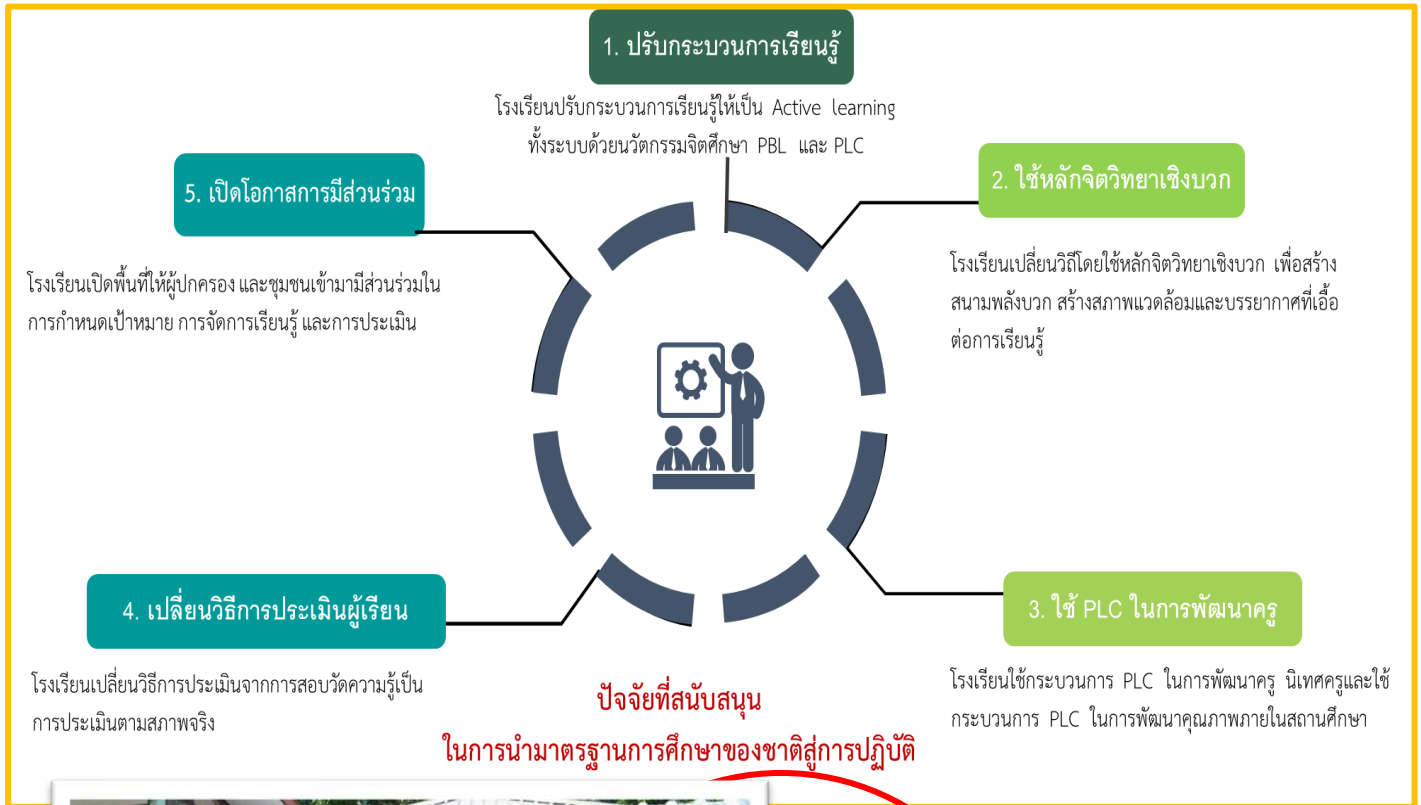 1. ปรับกระบวนการเรียนรู้
โรงเรียนปรับกระบวนการเรียนรู้ให้เป็น Active learning
ทั้งระบบด้วยนวัตกรรมจิตศึกษา PBL และ PLC
2. ใช้หลักจิตวิทยาเชิงบวก
โรงเรียนเปลี่ยนวิถีโดยใช้หลักจิตวิทยาเชิงบวก เพื่อสร้าง
สนามพลังบวก สร้างสภาพแวดล้อมและบรรยากาศที่เอื้อ
ต่อการเรียนรู้
3. ใช้ PLC ในการพัฒนาครู
โรงเรียนใช้กระบวนการ PLC ในการพัฒนาครู นิเทศครูและใช้
กระบวนการ PLC ในการพัฒนาคุณภาพภายในสถานศึกษา
4. เปลี่ยนวิธีการประเมินผู้เรียน
โรงเรียนเปลี่ยนวิธีการประเมินจากการสอบวัดความรู้เป็น
การประเมินตามสภาพจริง
5. เปิดโอกาสการมีส่วนร่วม
โรงเรียนเปิดพื้นที่ให้ผู้ปกครอง และชุมชนเข้ามามีส่วนร่วมใน
การกำหนดเป้าหมาย การจัดการเรียนรู้ และการประเมิน
ปัจจัยที่สนับสนุน
ในการนำมาตรฐานการศึกษาของชาติสู่การปฏิบัติ